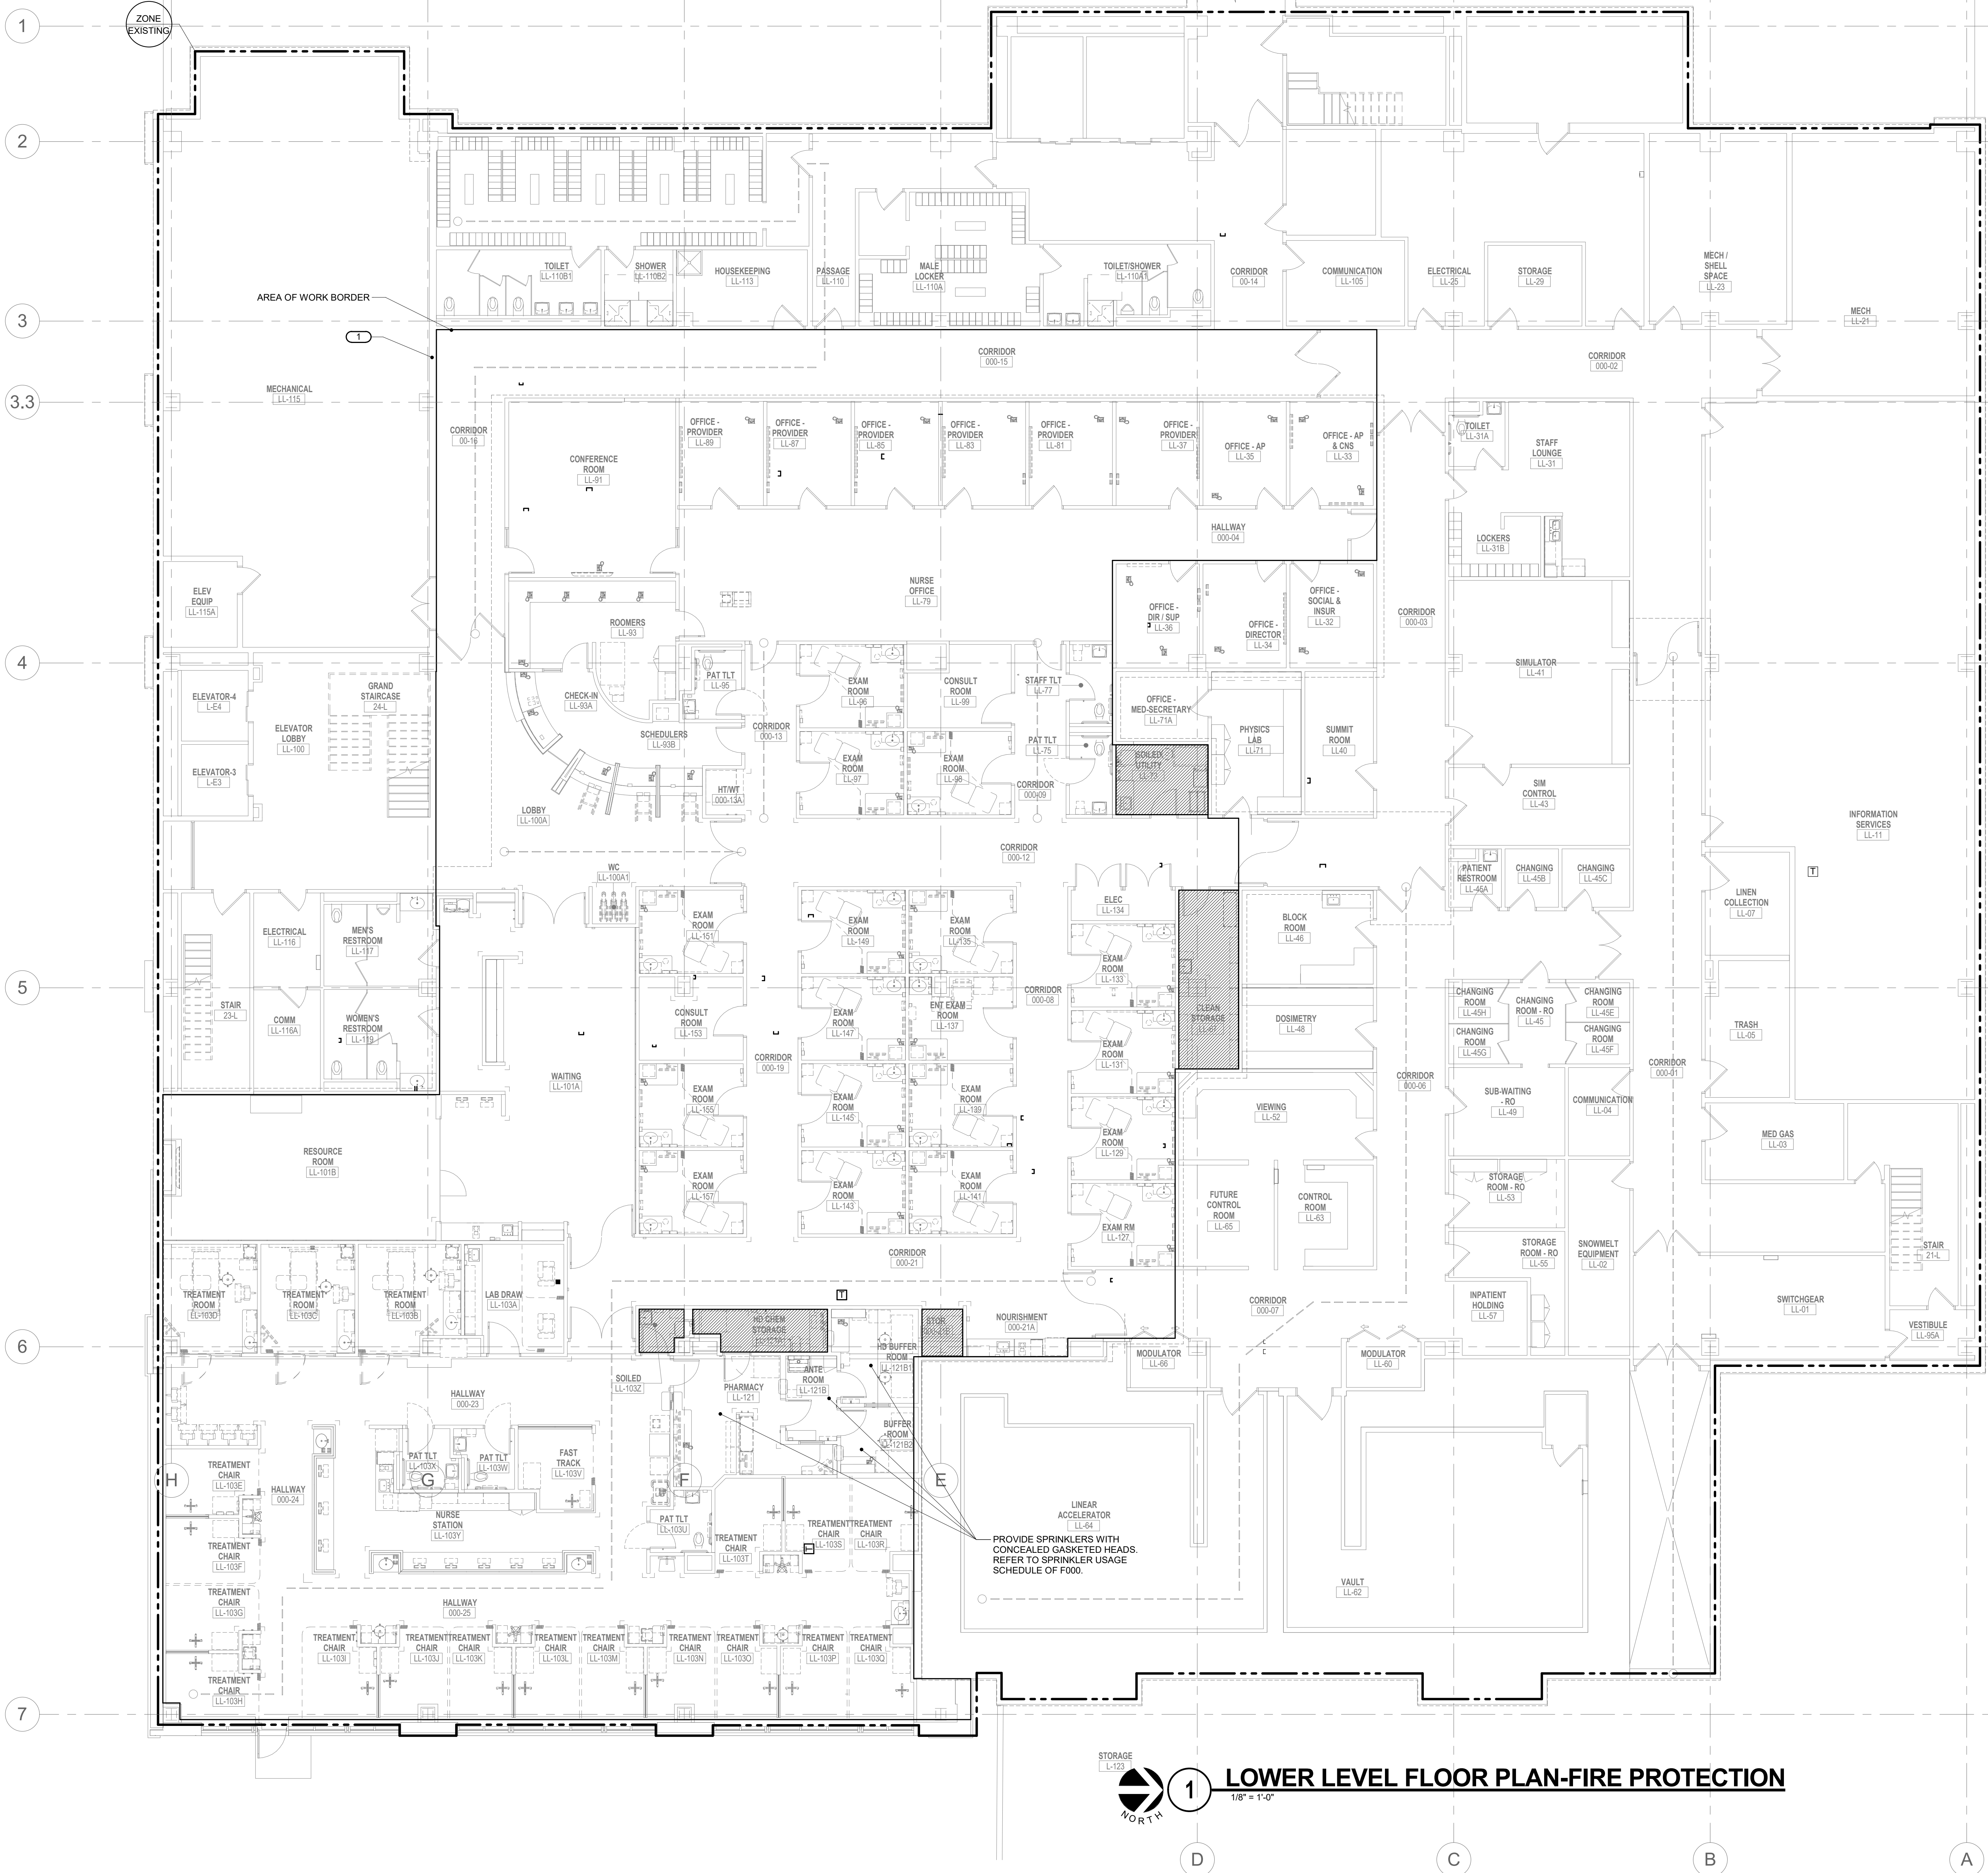 1
ZONE
EXISTING
2
TOILET
LL-110B1
SHOWER
LL-110B2
HOUSEKEEPING
LL-113
PASSAGE
LL-110
MALE
LOCKER
LL-110A
TOILET/SHOWER
LL-110A1
CORRIDOR
00-14
COMMUNICATION
LL-105
ELECTRICAL
LL-25
STORAGE
LL-29
MECH /
SHELL
SPACE
LL-23
MECH
LL-21
AREA OF WORK BORDER
3
1
CORRIDOR
000-15
CORRIDOR
000-02
MECHANICAL
LL-115
3.3
CORRIDOR
00-16
CONFERENCE
ROOM
LL-91
OFFICE -
PROVIDER
LL-89
OFFICE -
PROVIDER
LL-87
OFFICE -
PROVIDER
LL-85
OFFICE -
PROVIDER
LL-83
OFFICE -
PROVIDER
LL-81
OFFICE -
PROVIDER
LL-37
OFFICE - AP
LL-35
OFFICE - AP
& CNS
LL-33
TOILET
LL-31A
STAFF
LOUNGE
LL-31
HALLWAY
000-04
LOCKERS
LL-31B
ELEV
EQUIP
LL-115A
NURSE
OFFICE
LL-79
ROOMERS
LL-93
OFFICE -
DIR / SUP
LL-36
OFFICE -
DIRECTOR
LL-34
OFFICE -
SOCIAL &
INSUR
LL-32
CORRIDOR
000-03
4
SIMULATOR
LL-41
ELEVATOR-4
L-E4
GRAND
STAIRCASE
24-L
ELEVATOR
LOBBY
LL-100
ELEVATOR-3
L-E3
CHECK-IN
LL-93A
PAT TLT
LL-95
SCHEDULERS
LL-93B
CORRIDOR
000-13
EXAM
ROOM
LL-96
CONSULT
ROOM
LL-99
STAFF TLT
LL-77
OFFICE -
MED-SECRETARY
LL-71A
PHYSICS
LAB
LL-71
SUMMIT
ROOM
LL40
PAT TLT
LL-75
SOILED
UTILITY
LL-73
EXAM
ROOM
LL-97
EXAM
ROOM
LL-98
HT/WT
000-13A
CORRIDOR
000-09
SIM
CONTROL
LL-43
LOBBY
LL-100A
INFORMATION
SERVICES
LL-11
CORRIDOR
000-12
WC
LL-100A1
PATIENT
RESTROOM
LL-45A
CHANGING
LL-45B
CHANGING
LL-45C
T
LINEN
COLLECTION
LL-07
ELEC
LL-134
BLOCK
ROOM
LL-46
ELECTRICAL
LL-116
MEN'S
RESTROOM
LL-117
EXAM
ROOM
LL-151
EXAM
ROOM
LL-149
EXAM
ROOM
LL-135
EXAM
ROOM
LL-133
5
STAIR
23-L
COMM
LL-116A
WOMEN'S
RESTROOM
LL-119
CONSULT
ROOM
LL-153
EXAM
ROOM
LL-147
ENT EXAM
ROOM
LL-137
CORRIDOR
000-08
CLEAN
STORAGE
LL-67
DOSIMETRY
LL-48
CHANGING
ROOM
LL-45H
CHANGING
ROOM - RO
LL-45
CHANGING
ROOM
LL-45E
CHANGING
ROOM
LL-45G
CHANGING
ROOM
LL-45F
TRASH
LL-05
WAITING
LL-101A
CORRIDOR
000-19
EXAM
ROOM
LL-131
CORRIDOR
000-06
CORRIDOR
000-01
EXAM
ROOM
LL-155
EXAM
ROOM
LL-145
EXAM
ROOM
LL-139
VIEWING
LL-52
SUB-WAITING
- RO
LL-49
COMMUNICATION
LL-04
EXAM
ROOM
LL-129
MED GAS
LL-03
RESOURCE
ROOM
LL-101B
EXAM
ROOM
LL-157
EXAM
ROOM
LL-143
EXAM
ROOM
LL-141
FUTURE
CONTROL
ROOM
LL-65
CONTROL
ROOM
LL-63
STORAGE
ROOM - RO
LL-53
EXAM RM
LL-127
CORRIDOR
000-21
STORAGE
ROOM - RO
LL-55
SNOWMELT
EQUIPMENT
LL-02
STAIR
21-L
TREATMENT
ROOM
LL-103D
TREATMENT
ROOM
LL-103C
TREATMENT
ROOM
LL-103B
LAB DRAW
LL-103A
T
INPATIENT
HOLDING
LL-57
SWITCHGEAR
LL-01
CORRIDOR
000-07
NOURISHMENT
000-21A
HD CHEM
STORAGE
LL-121A
STOR
000-21E
VESTIBULE
LL-95A
6
HD BUFFER
ROOM
LL-121B1
MODULATOR
LL-66
MODULATOR
LL-60
ANTE
ROOM
LL-121B
SOILED
LL-103Z
PHARMACY
LL-121
HALLWAY
000-23
BUFFER
ROOM
LL-121B2
H
G
F
E
PAT TLT
LL-103X
PAT TLT
LL-103W
FAST
TRACK
LL-103V
TREATMENT
CHAIR
LL-103E
HALLWAY
000-24
NURSE
STATION
LL-103Y
PAT TLT
LL-103U
TREATMENT
CHAIR
LL-103T
TREATMENT
CHAIR
LL-103S
TREATMENT
CHAIR
LL-103R
T
LINEAR
ACCELERATOR
LL-64
PROVIDE SPRINKLERS WITH
CONCEALED GASKETED HEADS.
REFER TO SPRINKLER USAGE
SCHEDULE OF F000.
TREATMENT
CHAIR
LL-103F
VAULT
LL-62
TREATMENT
CHAIR
LL-103G
HALLWAY
000-25
TREATMENT
CHAIR
LL-103I
TREATMENT
CHAIR
LL-103J
TREATMENT
CHAIR
LL-103K
TREATMENT
CHAIR
LL-103L
TREATMENT
CHAIR
LL-103M
TREATMENT
CHAIR
LL-103N
TREATMENT
CHAIR
LL-103O
TREATMENT
CHAIR
LL-103P
TREATMENT
CHAIR
LL-103Q
TREATMENT
CHAIR
LL-103H
7
STORAGE
L-123
NORTH
1
LOWER LEVEL FLOOR PLAN-FIRE PROTECTION
1/8" = 1'-0"
D
C
B
A